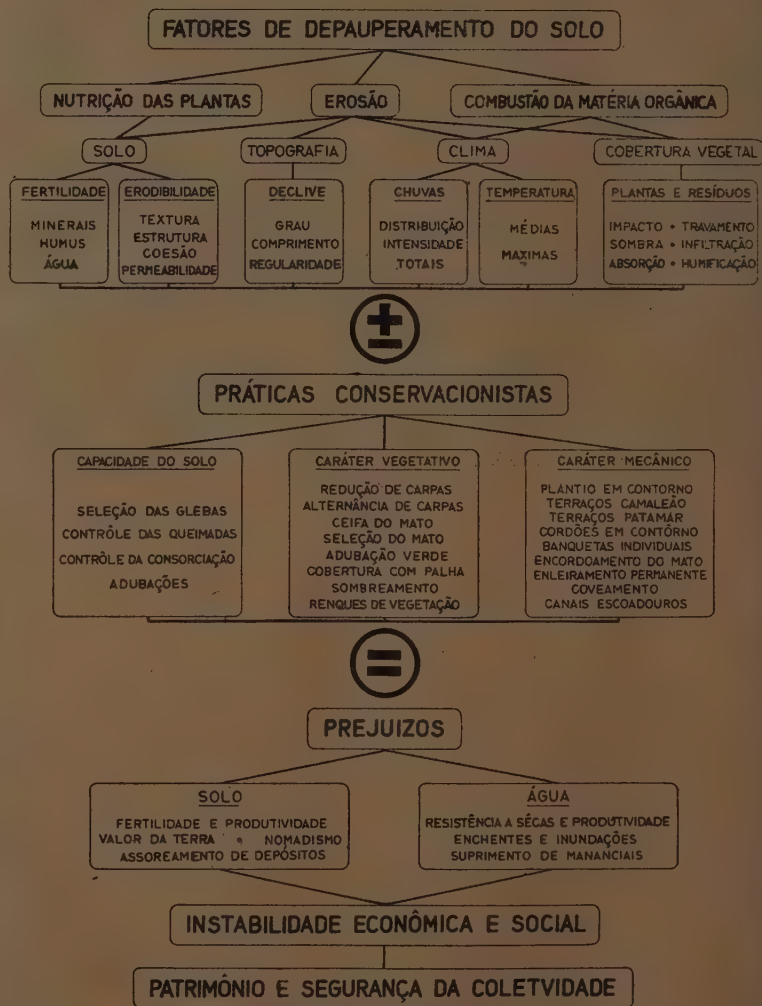 FATORES DE DEPAUPERAMENTO DO SOLO
NUTRIÇÃO DAS PLANTAS
EROSÃO
COMBUSTÃO DA MATÉRIA ORGÂNICA
SOLO
TOPOGRAFIA
CLIMA
COBERTURA VEGETAL
FERTILIDADE
MINERAIS
HUMUS
ÁGUA
ERODIBILIDADE
TEXTURA
ESTRUTURA
COESÃO
PERMEABILIDADE
DECLIVE
GRAU
COMPRIMENTO
REGULARIDADE
CHUVAS
DISTRIBUIÇÃO
INTENSIDADE
TOTAIS
TEMPERATURA
MÉDIAS
MAXIMAS
PLANTAS E RESÍDUOS
IMPACTO • TRAVAMENTO
SOMBRA • INFILTRAÇÃO
ABSORÇÃO • HUMIFICAÇÃO
±
PRÁTICAS CONSERVACIONISTAS
CAPACIDADE DO SOLO
SELEÇÃO DAS GLEBAS
CONTRÔLE DAS QUEIMADAS
CONTRÔLE DA CONSORCIAÇÃO
ADUBAÇÕES
CARÁTER VEGETATIVO
REDUÇÃO DE CARPAS
ALTERNÂNCIA DE CARPAS
CEIFA DO MATO
SELEÇÃO DO MATO
ADUBAÇÃO VERDE
COBERTURA COM PALHA
SOMBREAMENTO
RENQUES DE VEGETAÇÃO
CARÁTER MECÂNICO
PLANTIO EM CONTORNO
TERRAÇOS CAMALEÃO
TERRAÇOS PATAMAR
CORDÕES EM CONTÔRNO
BANQUETAS INDIVIDUAIS
ENCORDOAMENTO DO MATO
ENLEIRAMENTO PERMANENTE
COVEAMENTO
CANAIS ESCOADOUROS
=
PREJUIZOS
SOLO
FERTILIDADE E PRODUTIVIDADE
VALOR DA TERRA • NOMADISMO
ASSOREAMENTO DE DEPÓSITOS
ÁGUA
RESISTÊNCIA A SÊCAS E PRODUTIVIDADE
ENCHENTES E INUNDAÇÕES
SUPRIMENTO DE MANANCIAIS
INSTABILIDADE ECONÔMICA E SOCIAL
PATRIMÔNIO E SEGURANÇA DA COLETVIDADE